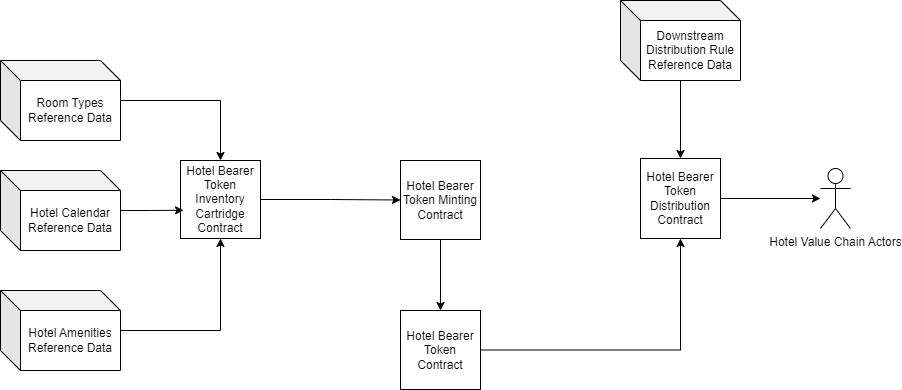 Downstream
Distribution Rule
Reference Data
Room Types
Reference Data
Hotel Bearer
Token
Inventory
Cartridge
Contract
Hotel Bearer
Token Minting
Contract
Hotel Bearer
Token
Distribution
Contract
Hotel Calendar
Reference Data
Hotel Value Chain Actors
Hotel Amenities
Reference Data
Hotel Bearer
Token
Contract